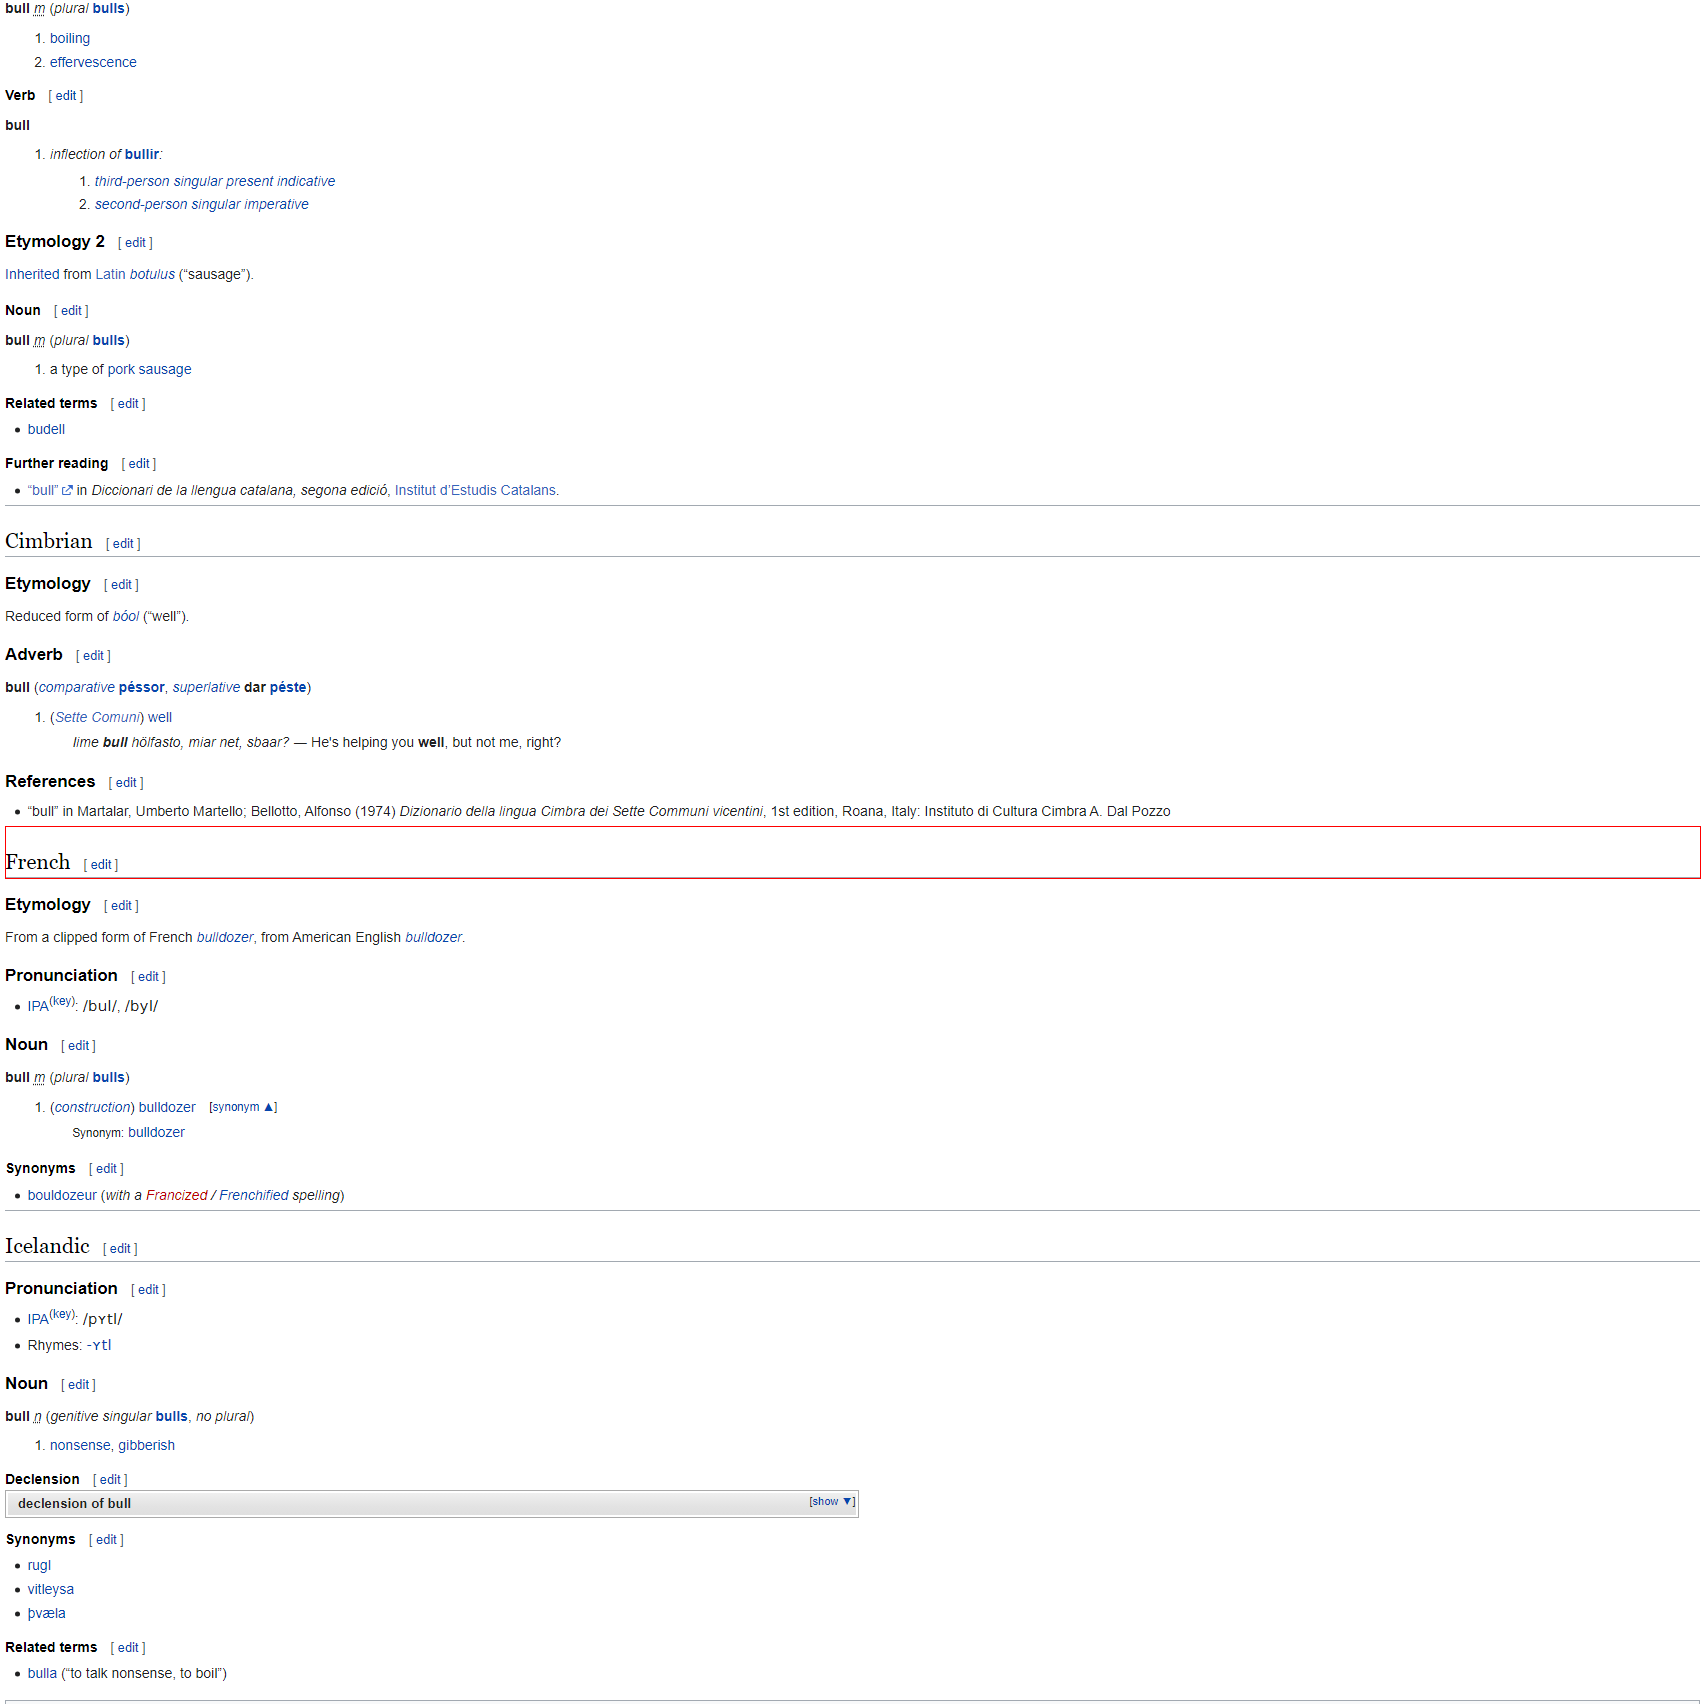 bull m (plural bulls)
1. boiling
2. effervescence
Verb [ edit ]
bull
1. inflection of bullir:
1. third-person singular present indicative
2. second-person singular imperative
Etymology 2 [ edit ]
Inherited from Latin botulus (“sausage”).
Noun [ edit ]
bull m (plural bulls)
1. a type of pork sausage
Related terms [ edit ]
• budell
Further reading [ edit ]
• “bull” in Diccionari de la llengua catalana, segona edició, Institut d’Estudis Catalans.
Cimbrian [ edit ]
Etymology [ edit ]
Reduced form of bóol (“well”).
Adverb [ edit ]
bull (comparative péssor, superlative dar péste)
1. (Sette Comuni) well
lime bull hölfasto, miar net, sbaar? — He's helping you well, but not me, right?
References [ edit ]
• “bull” in Martalar, Umberto Martello; Bellotto, Alfonso (1974) Dizionario della lingua Cimbra dei Sette Communi vicentini, 1st edition, Roana, Italy: Instituto di Cultura Cimbra A. Dal Pozzo
French [ edit ]
Etymology [ edit ]
From a clipped form of French bulldozer, from American English bulldozer.
Pronunciation [ edit ]
• IPA(key): /bul/, /byl/
Noun [ edit ]
bull m (plural bulls)
1. (construction) bulldozer [synonym ▲]
Synonym: bulldozer
Synonyms [ edit ]
• bouldozeur (with a Francized / Frenchified spelling)
Icelandic [ edit ]
Pronunciation [ edit ]
• IPA(key): /pʏtl/
• Rhymes: -ʏtl
Noun [ edit ]
bull n (genitive singular bulls, no plural)
1. nonsense, gibberish
Declension [ edit ]
declension of bull [show ▼]
Synonyms [ edit ]
• rugl
• vitleysa
• þvæla
Related terms [ edit ]
• bulla (“to talk nonsense, to boil”)